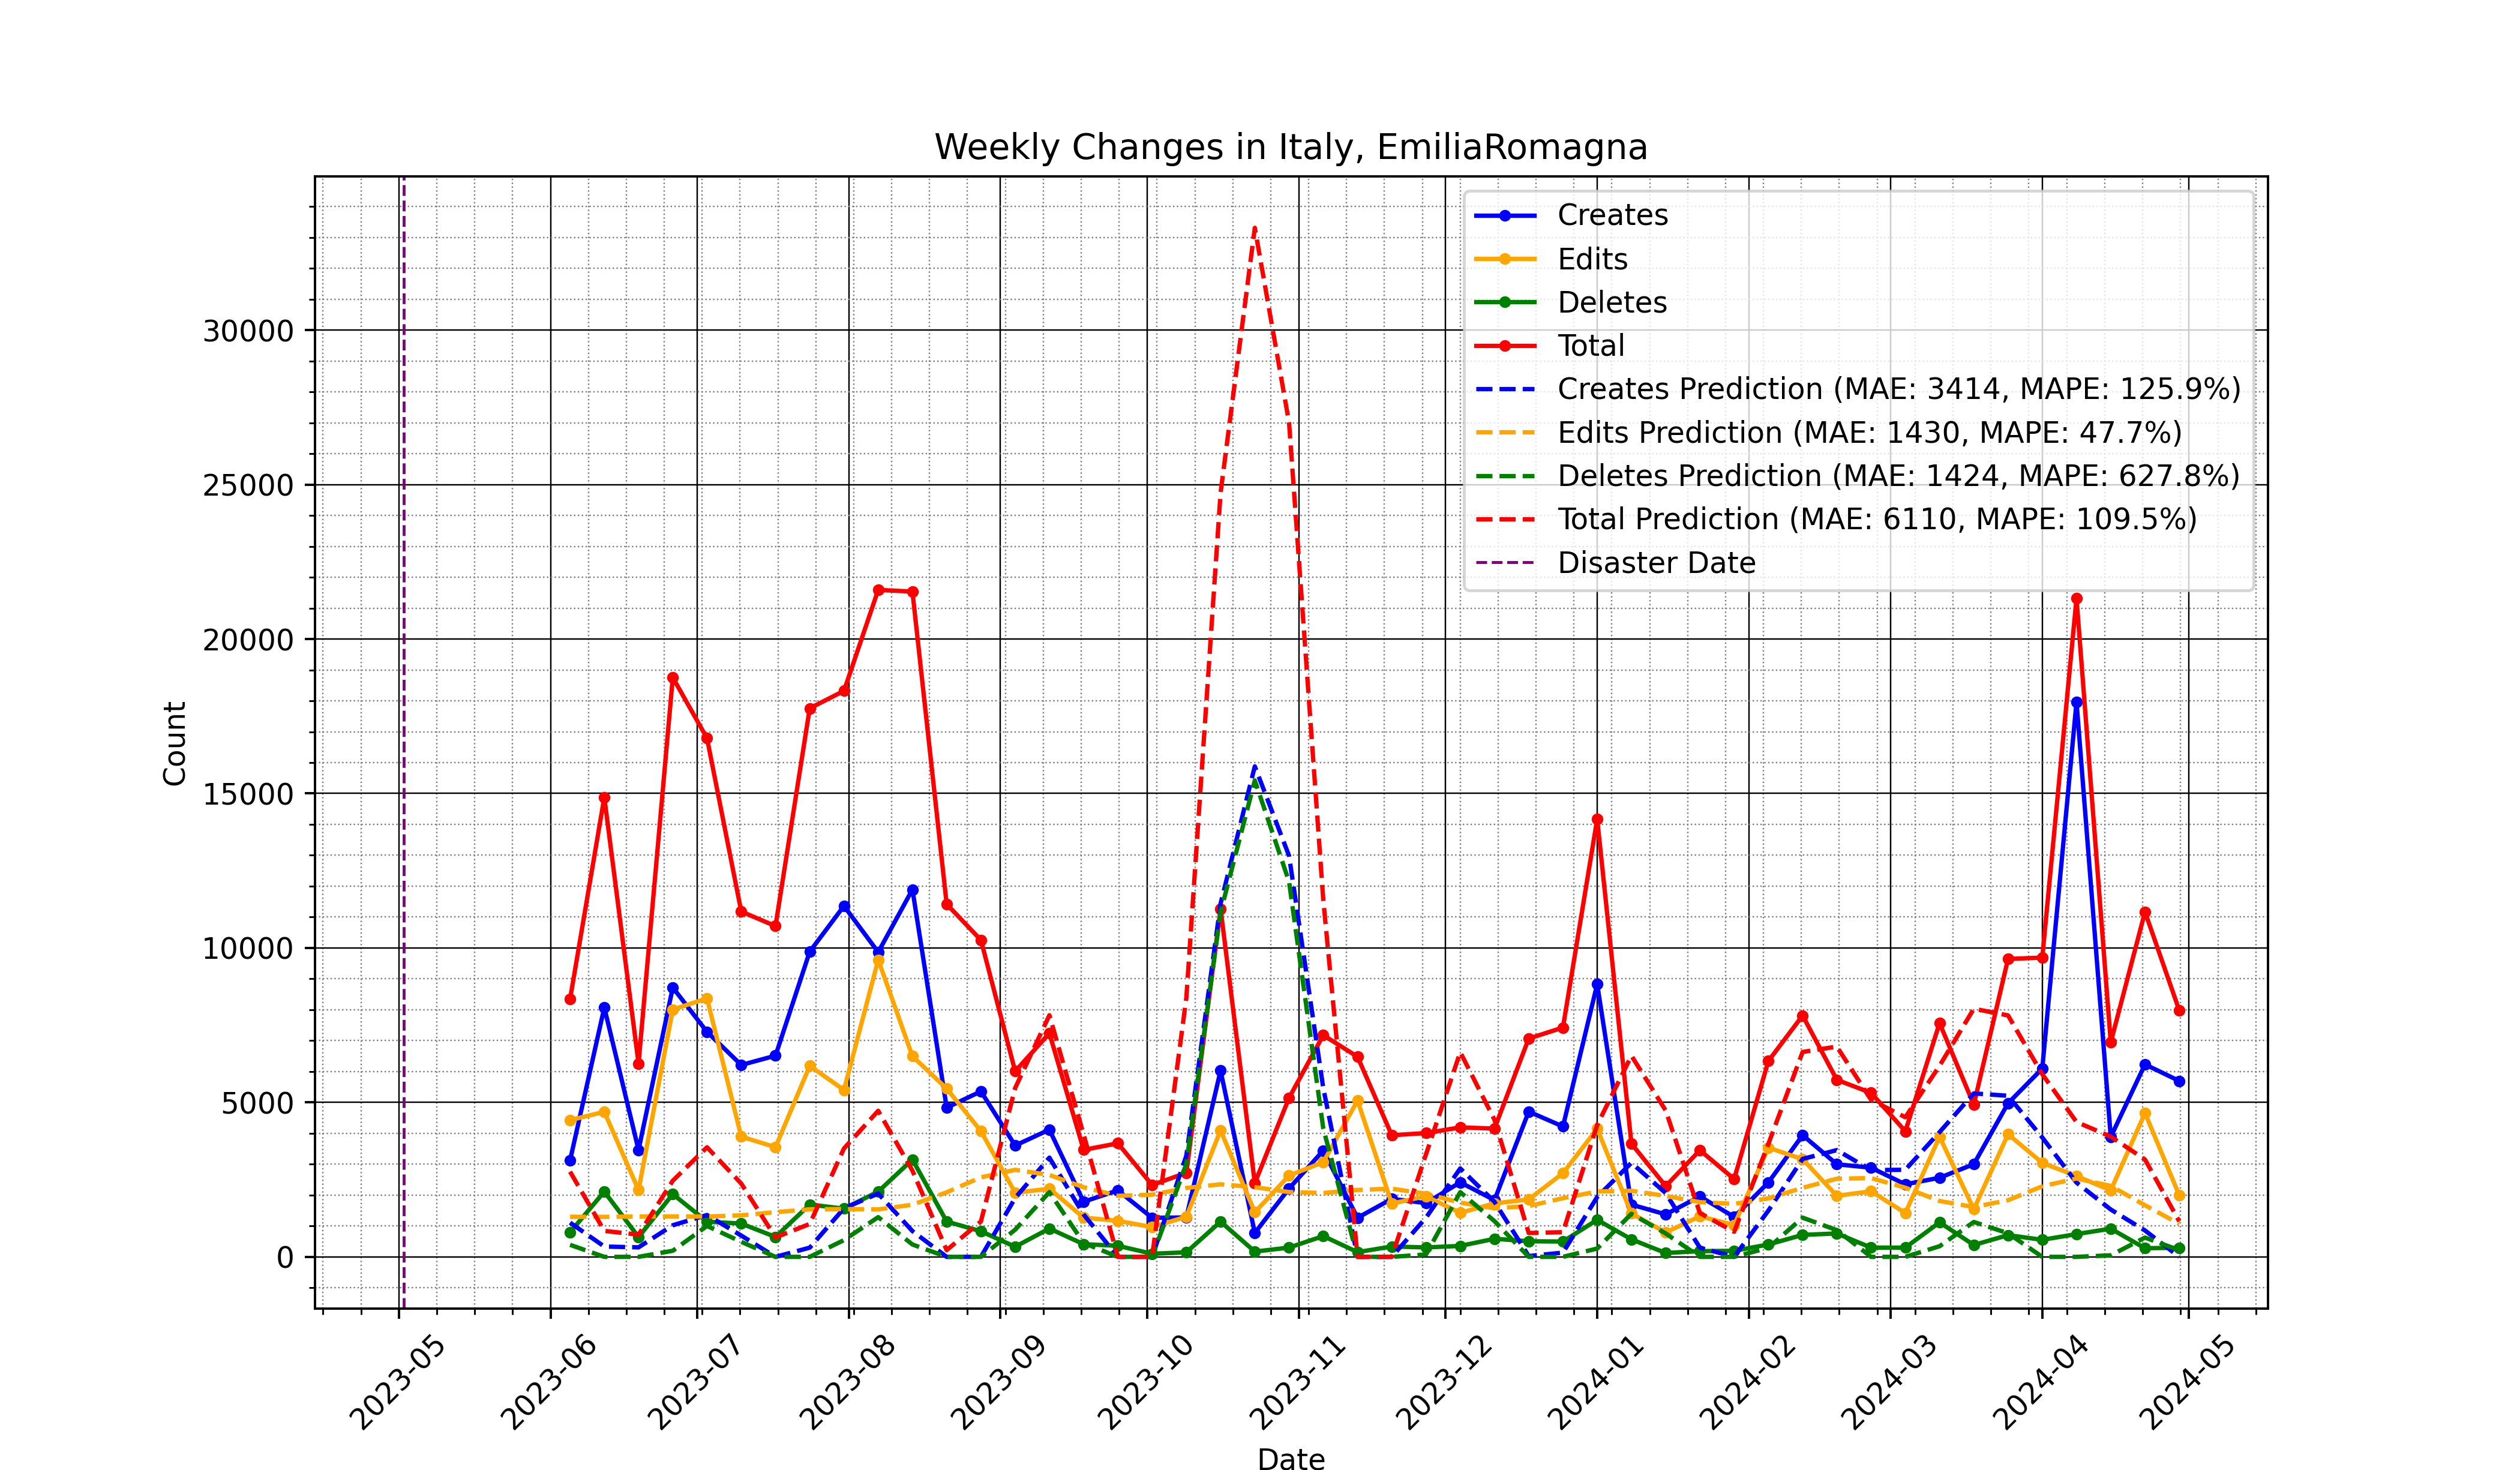 Weekly Changes in Italy, EmiliaRomagna
Creates
Edits
Deletes
Total
Creates Prediction (MAE: 3414, MAPE: 125.9%)
Edits Prediction (MAE: 1430, MAPE: 47.7%)
Deletes Prediction (MAE: 1424, MAPE: 627.8%)
Total Prediction (MAE: 6110, MAPE: 109.5%)
Disaster Date
Count
30000
25000
20000
15000
10000
5000
0
2023-05
2023-06
2023-07
2023-08
2023-09
2023-10
2023-11
2023-12
2024-01
2024-02
2024-03
2024-04
2024-05
Date